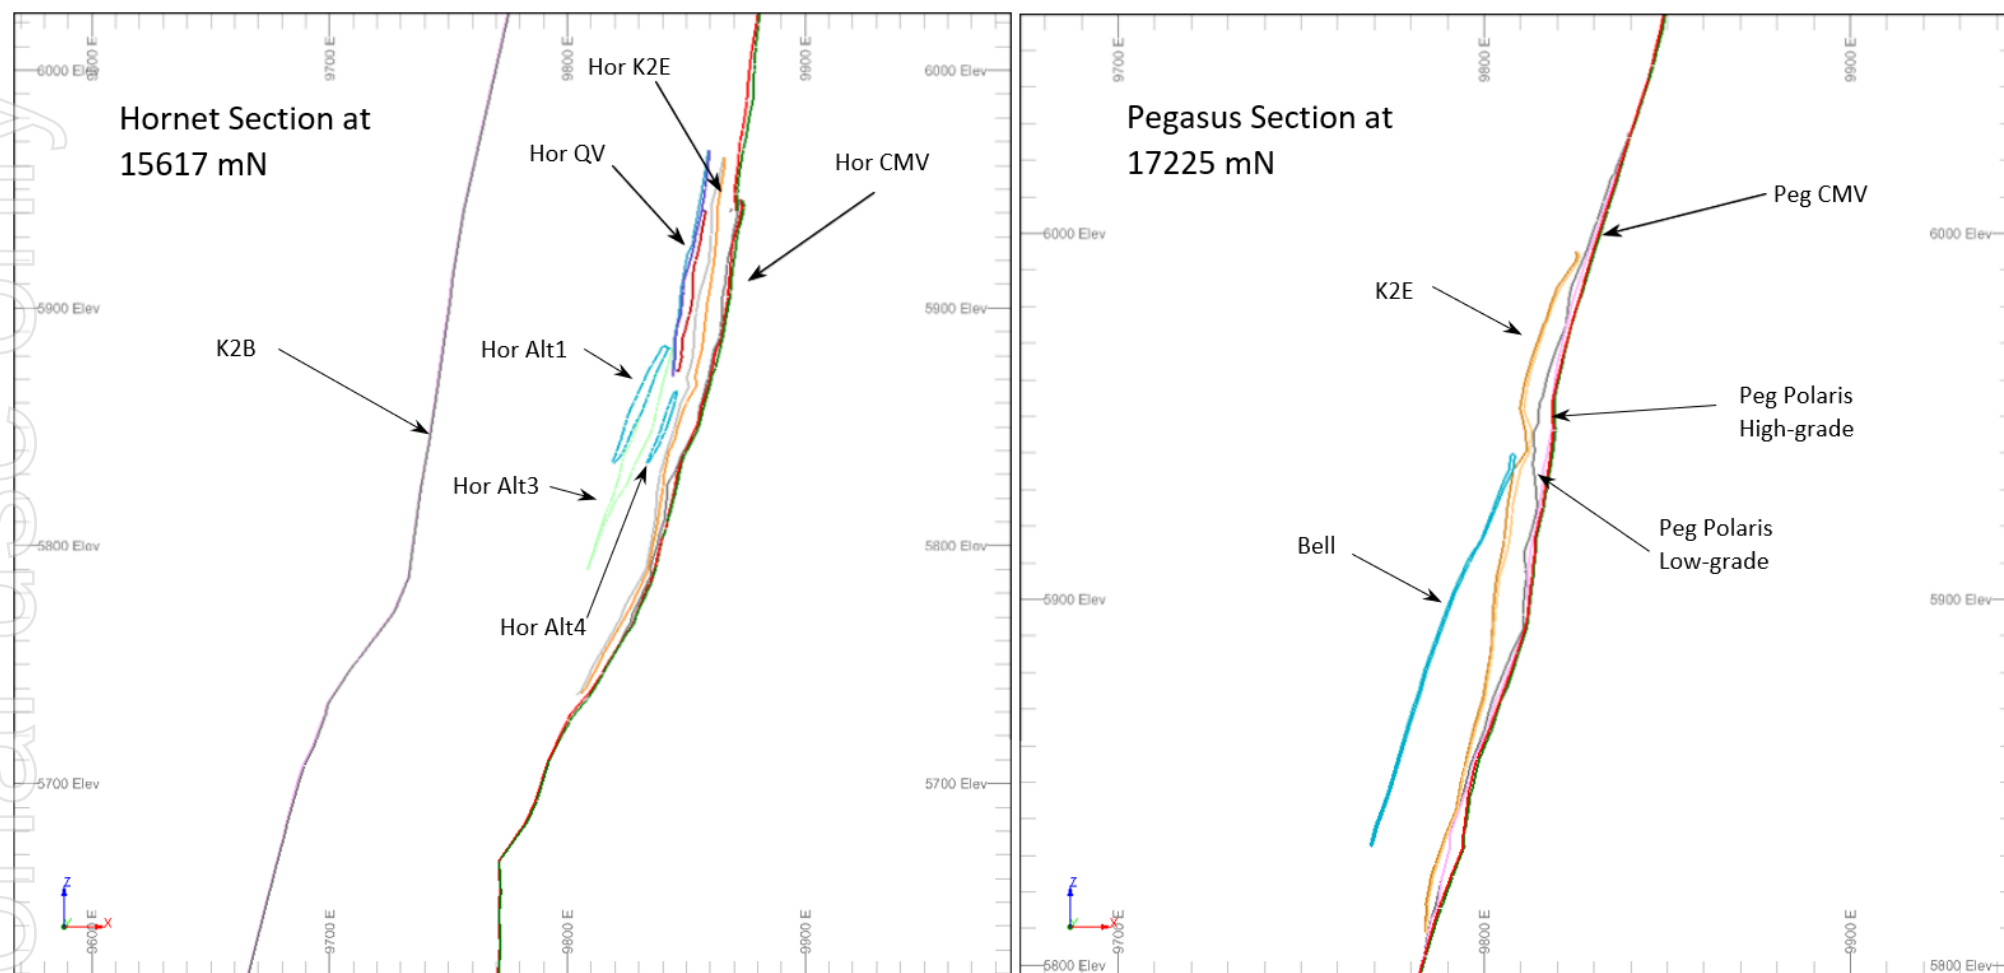 Hornet Section at
15617 mN
Hor K2E
Hor QV
Hor CMV
K2B
Hor Alt1
Hor Alt3
Hor Alt4
6000 Elev
5900 Elev
5800 Elev
5700 Elev
6000 Elev
5900 Elev
5800 Elev
5700 Elev
9600 E
9700 E
9800 E
9900 E
9600 E
9700 E
9800 E
9900 E
Z
X
Pegasus Section at
17225 mN
Peg CMV
K2E
Peg Polaris
High-grade
Peg Polaris
Low-grade
Bell
6000 Elev
5900 Elev
5800 Elev
6000 Elev
5900 Elev
5800 Elev
9700 E
9800 E
9900 E
9700 E
9800 E
9900 E
Z
X